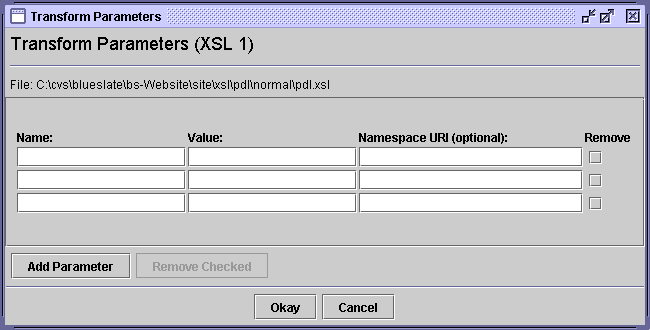 Transform Parameters
Transform Parameters (XSL 1)
File: C:\cvs\blueslate\bs-Website\site\xsl\pdl\normal\pdl.xsl
Name: Value: Namespace URI (optional): Remove
Add Parameter Remove Checked
Okay Cancel